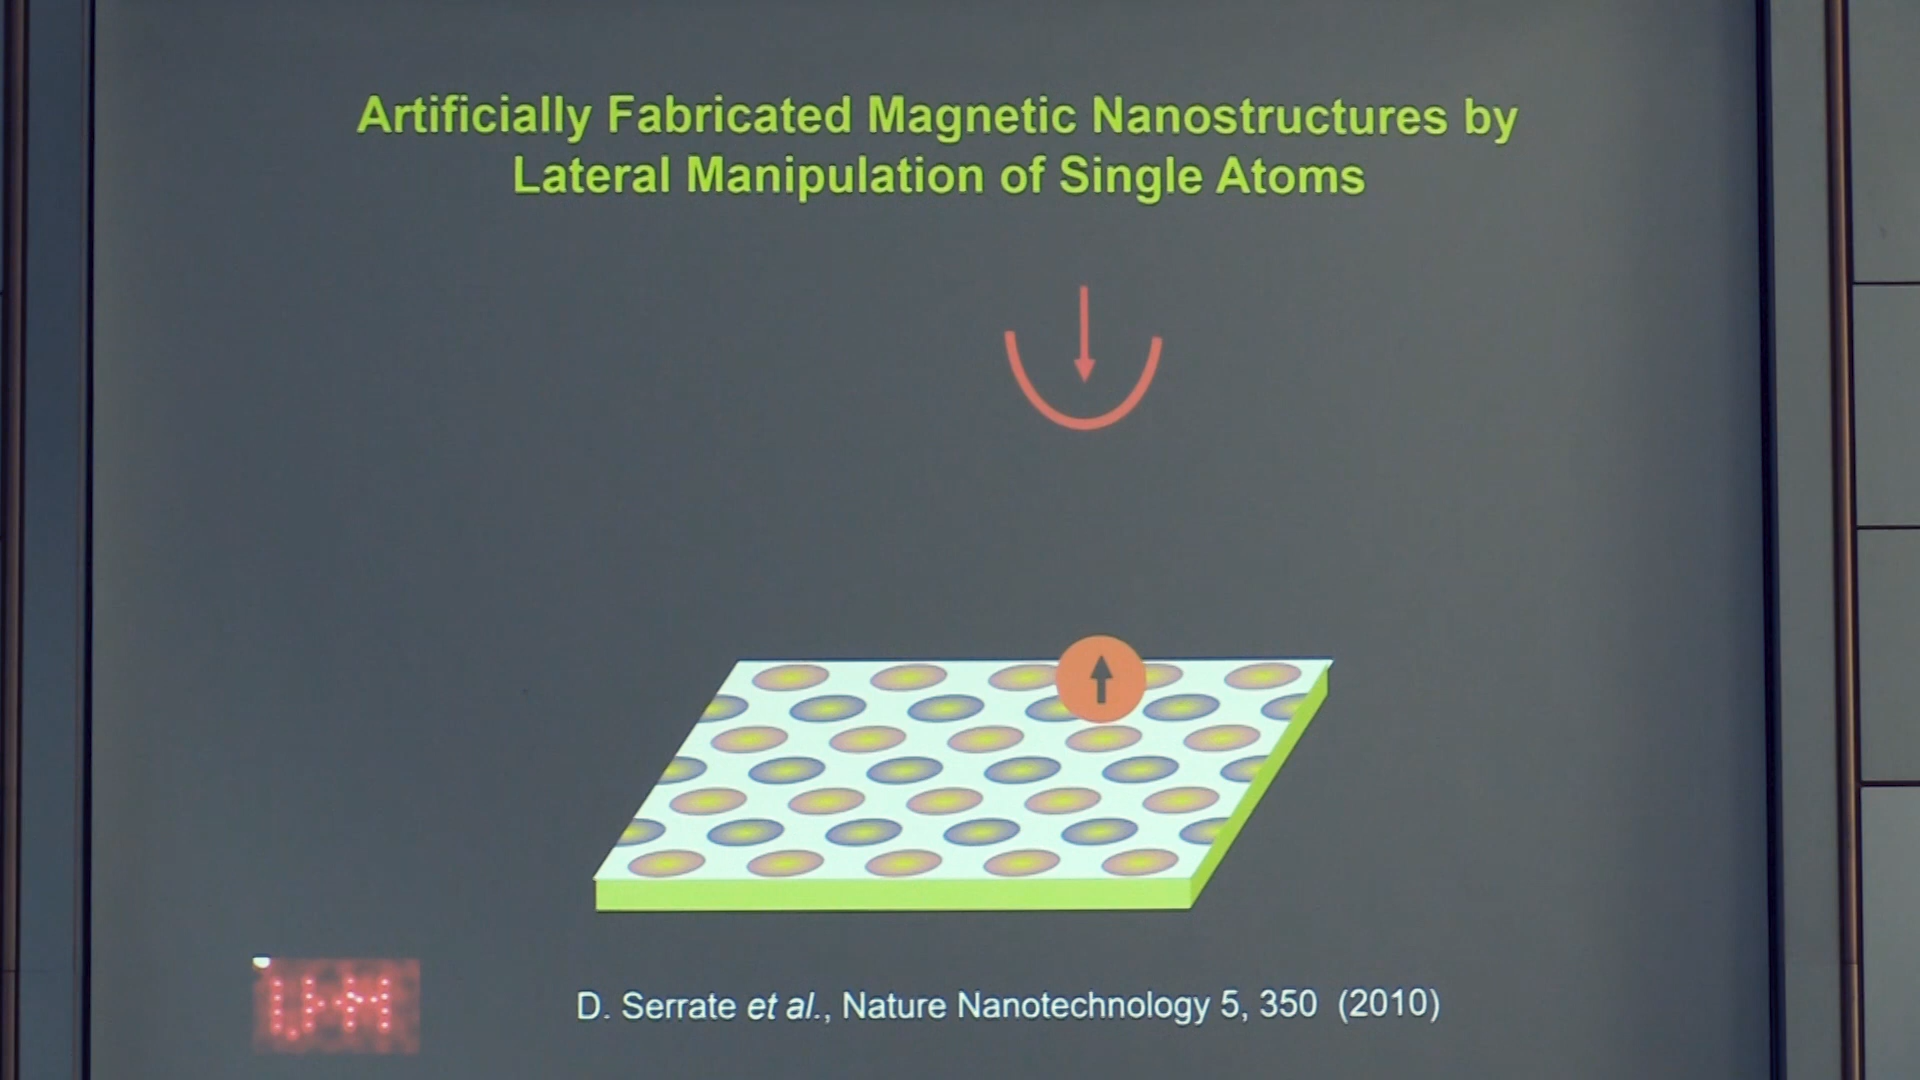 Artificially Fabricated Magnetic Nanostructures by
Lateral Manipulation of Single Atoms
D. Serrate et al., Nature Nanotechnology 5, 350 (2010)